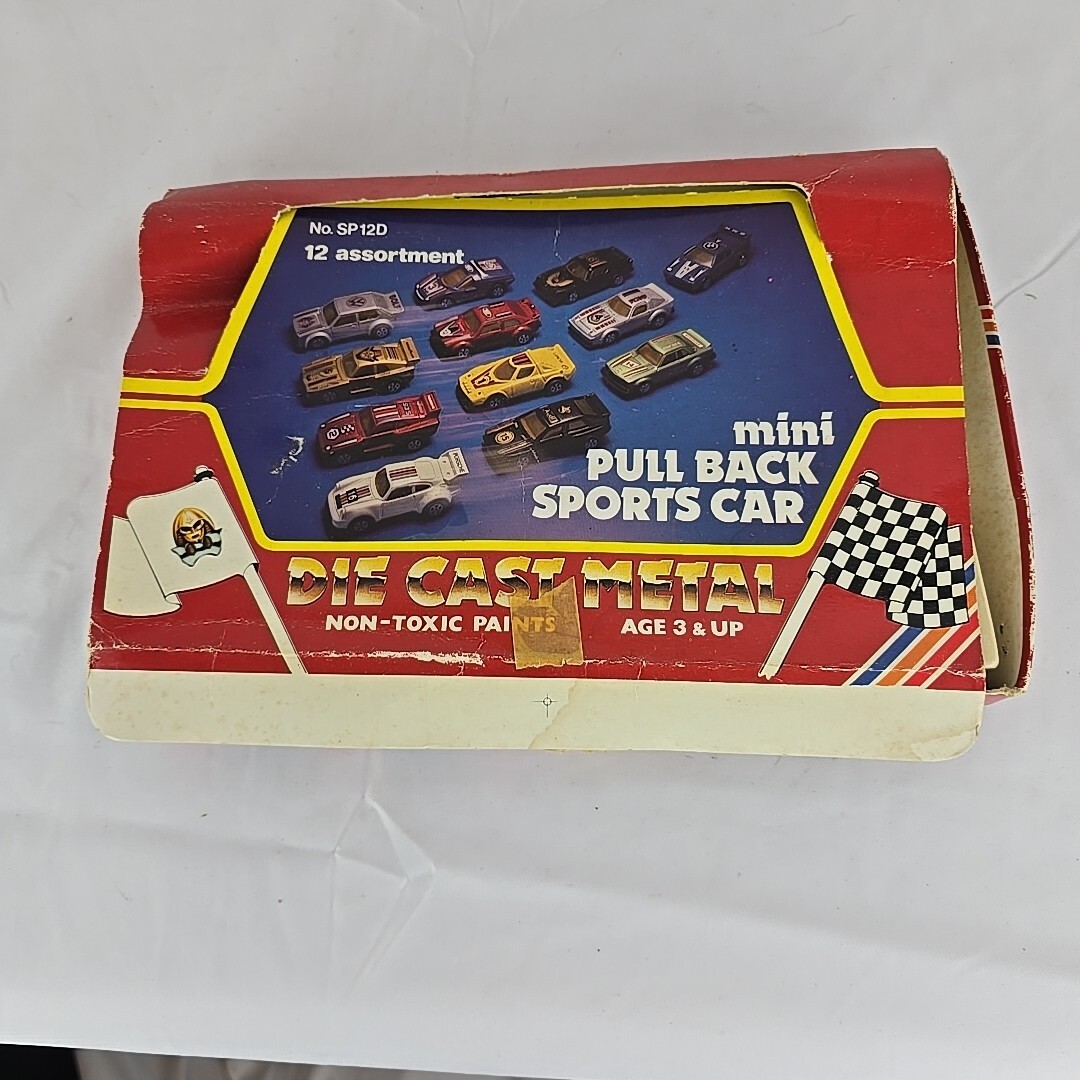 No. SP12D
12 assortment
mini
PULL BACK
SPORTS CAR
DIE CAST METAL
NON-TOXIC PAINTS
AGE 3 & UP